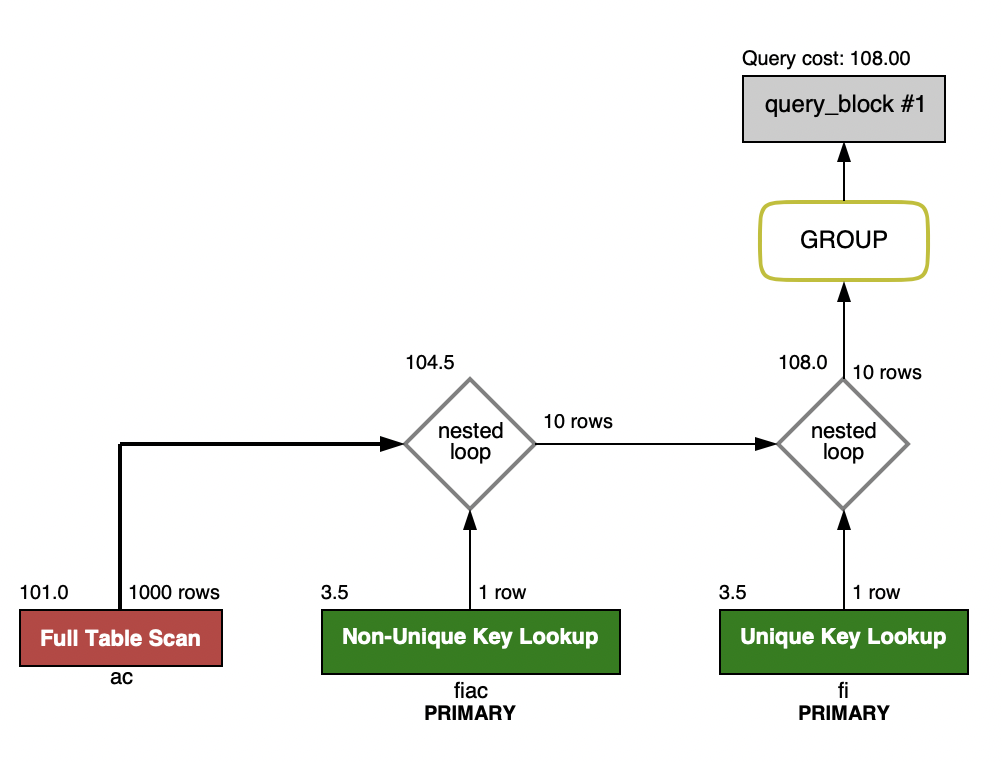 Query cost: 108.00
query_block #1
GROUP
104.5
108.0
10 rows
nested
loop
10 rows
nested
loop
101.0
1000 rows
3.5
1 row
3.5
1 row
Full Table Scan
Non-Unique Key Lookup
Unique Key Lookup
ac
fiac
fi
PRIMARY
PRIMARY